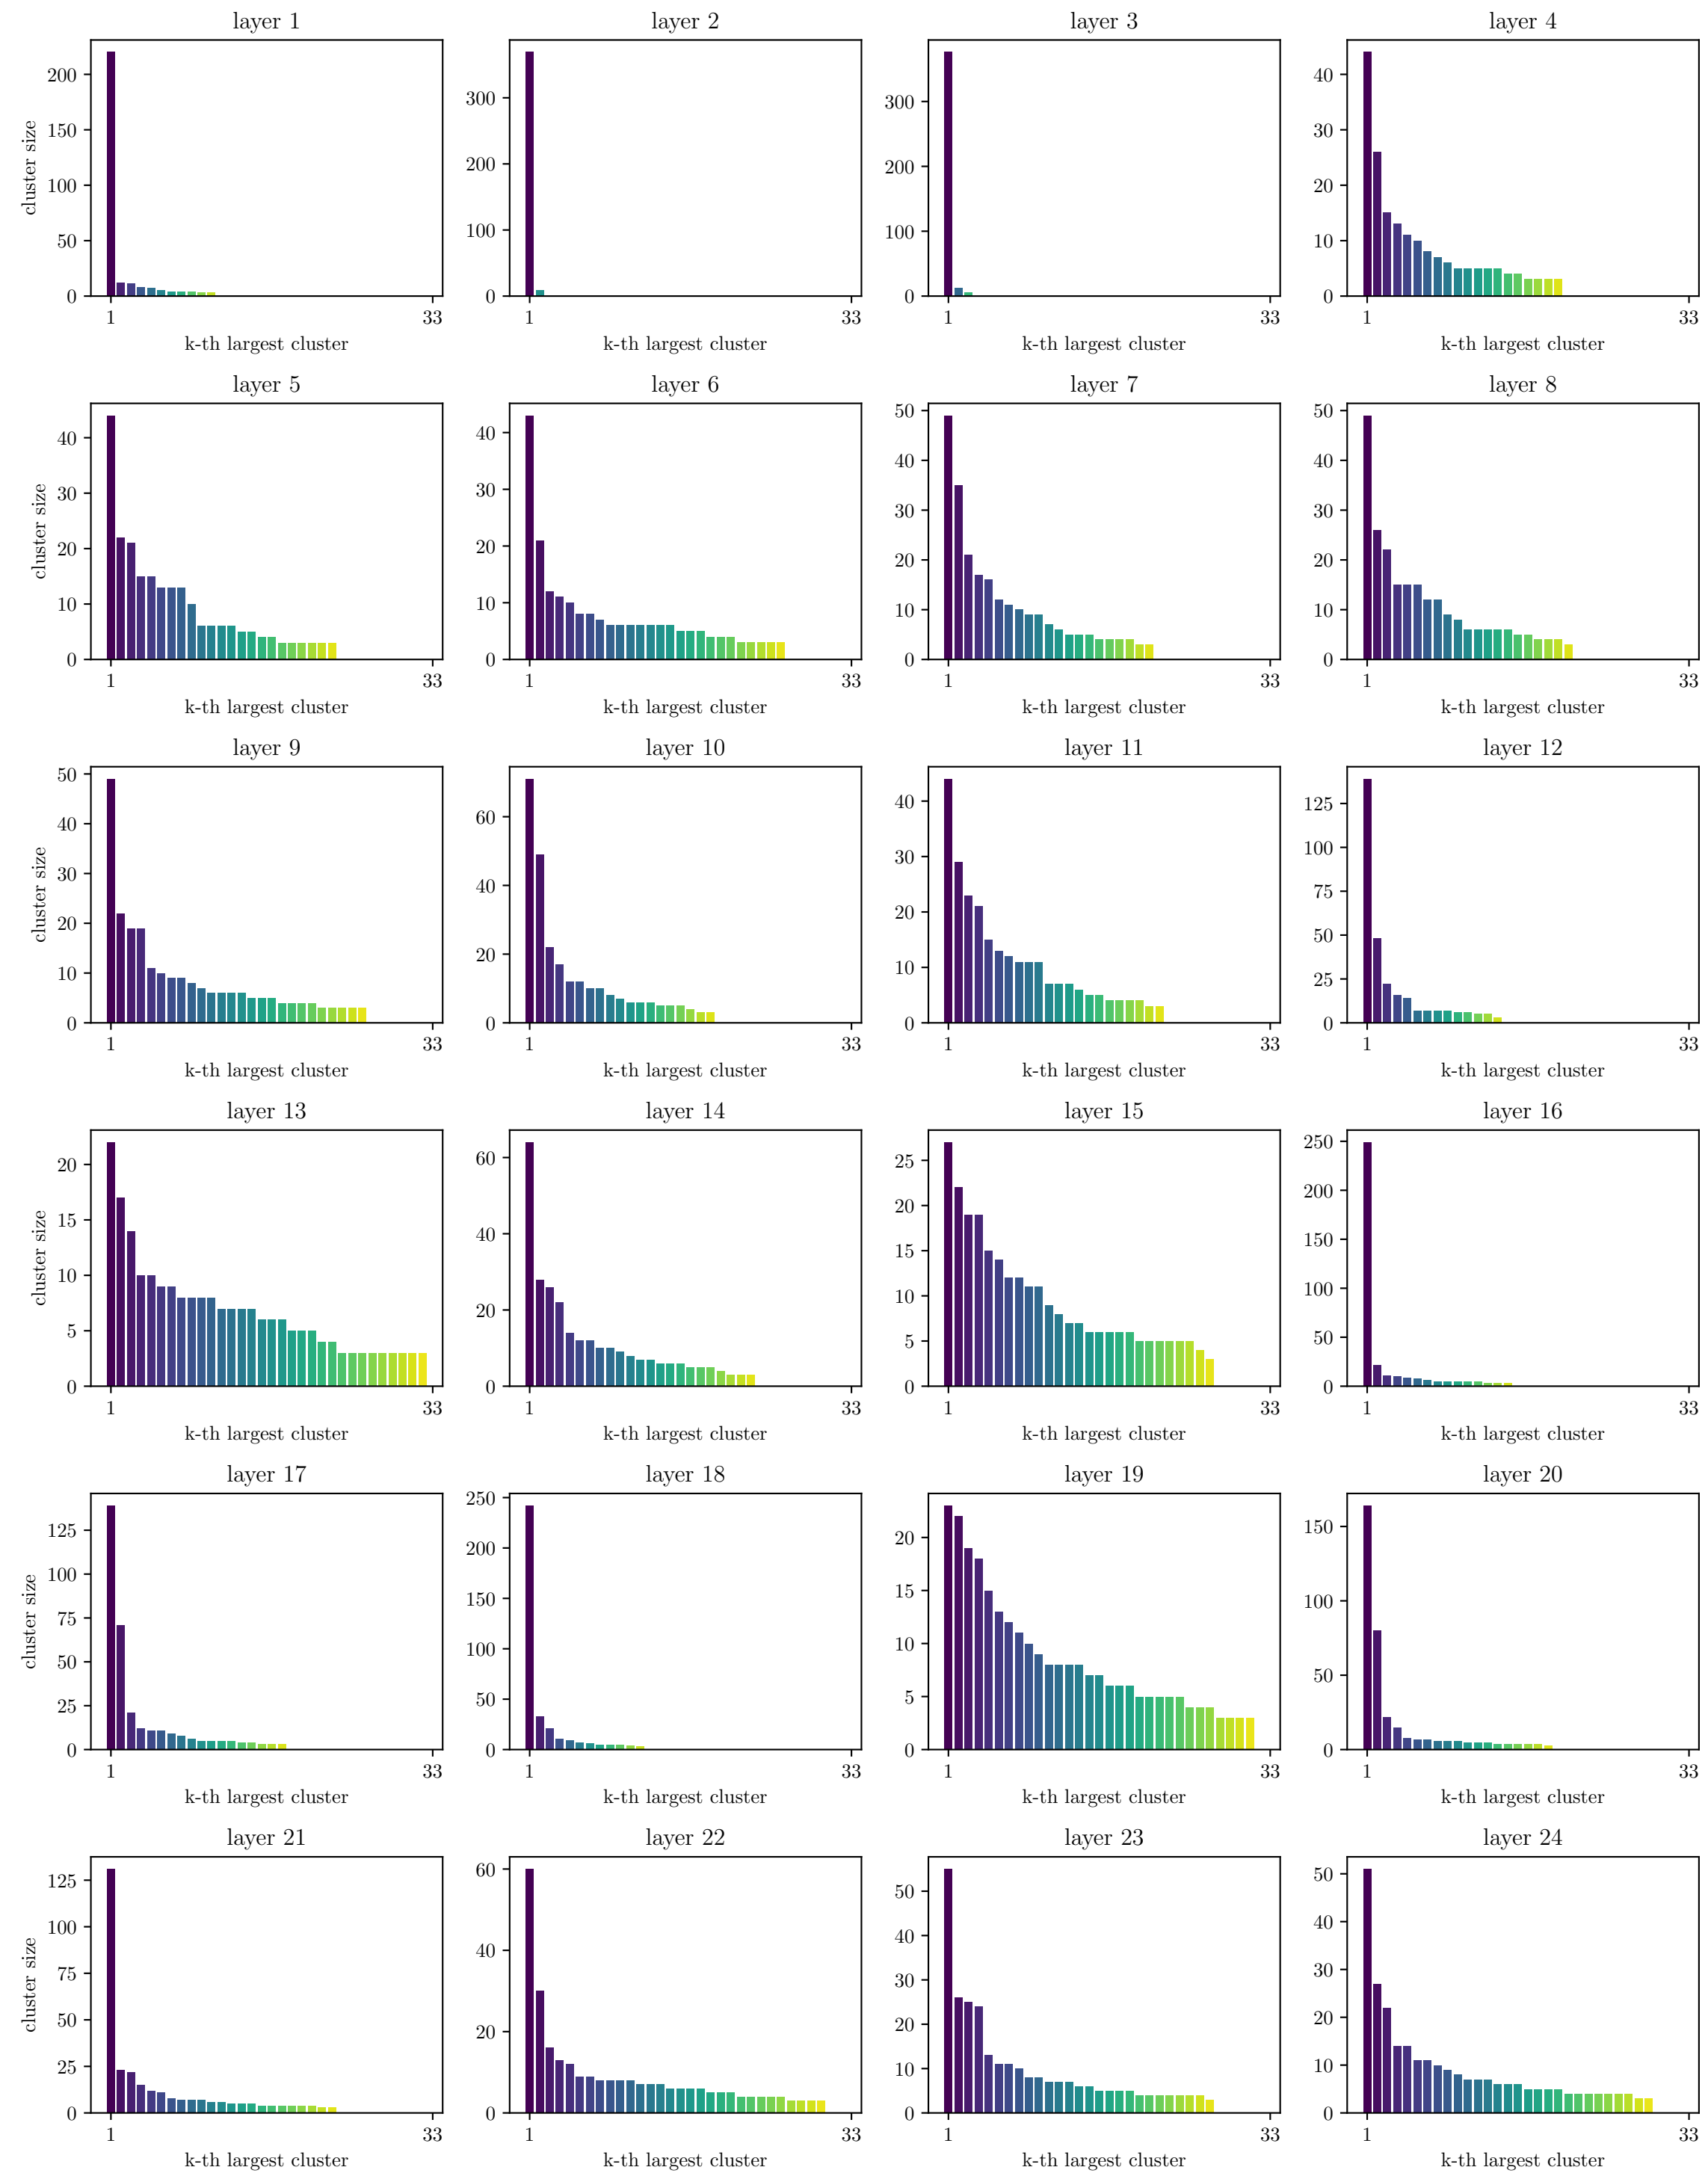 layer 1
200
150
100
50
0
cluster size
1 33
k-th largest cluster
layer 2
300
200
100
0
1 33
k-th largest cluster
layer 3
300
200
100
0
1 33
k-th largest cluster
layer 4
40
30
20
10
0
1 33
k-th largest cluster
layer 5
40
30
20
10
0
cluster size
1 33
k-th largest cluster
layer 6
40
30
20
10
0
1 33
k-th largest cluster
layer 7
50
40
30
20
10
0
1 33
k-th largest cluster
layer 8
50
40
30
20
10
0
1 33
k-th largest cluster
layer 9
50
40
30
20
10
0
cluster size
1 33
k-th largest cluster
layer 10
60
40
20
0
1 33
k-th largest cluster
layer 11
40
30
20
10
0
1 33
k-th largest cluster
layer 12
125
100
75
50
25
0
1 33
k-th largest cluster
layer 13
20
15
10
5
0
cluster size
1 33
k-th largest cluster
layer 14
60
40
20
0
1 33
k-th largest cluster
layer 15
25
20
15
10
5
0
1 33
k-th largest cluster
layer 16
250
200
150
100
50
0
1 33
k-th largest cluster
layer 17
125
100
75
50
25
0
cluster size
1 33
k-th largest cluster
layer 18
250
200
150
100
50
0
1 33
k-th largest cluster
layer 19
20
15
10
5
0
1 33
k-th largest cluster
layer 20
150
100
50
0
1 33
k-th largest cluster
layer 21
125
100
75
50
25
0
cluster size
1 33
k-th largest cluster
layer 22
60
40
20
0
1 33
k-th largest cluster
layer 23
50
40
30
20
10
0
1 33
k-th largest cluster
layer 24
50
40
30
20
10
0
1 33
k-th largest cluster